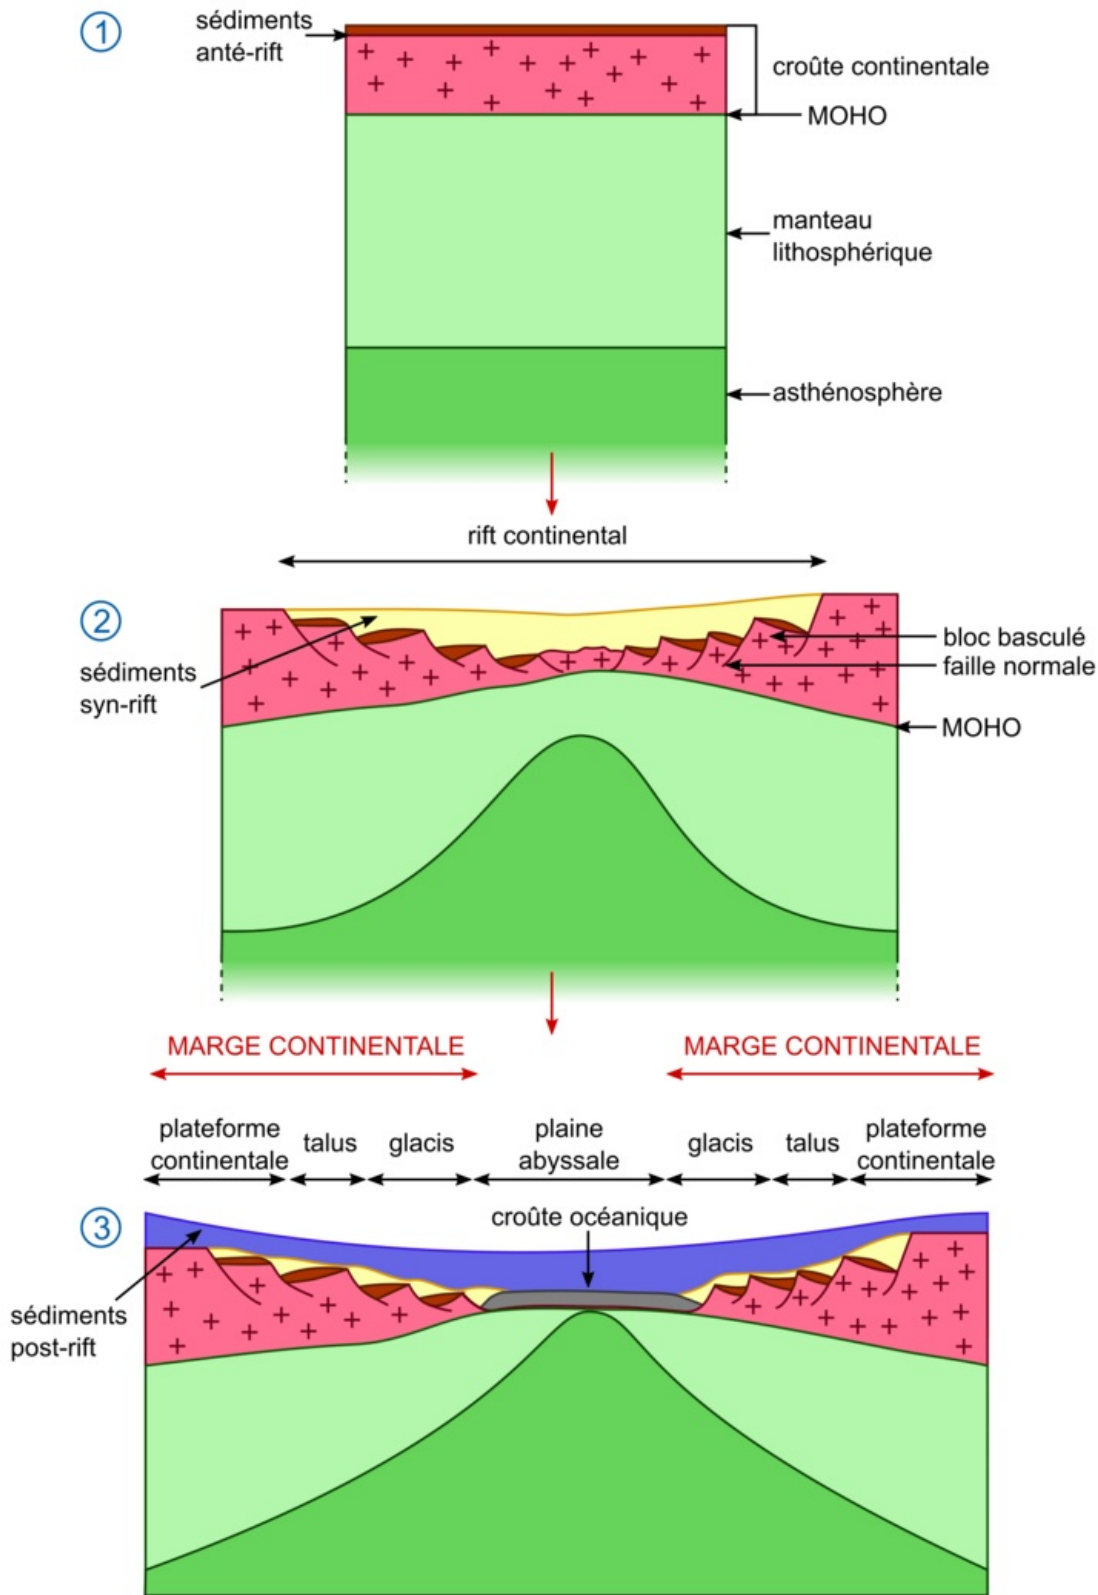 1
sédiments
anté-rift
croûte continentale
MOHO
manteau
lithosphérique
asthénosphère
rift continental
2
sédiments
syn-rift
bloc basculé
faille normale
MOHO
MARGE CONTINENTALE
MARGE CONTINENTALE
plateforme
continentale
talus
glacis
plaine
abyssale
glacis
talus
plateforme
continentale
3
croûte océanique
sédiments
post-rift